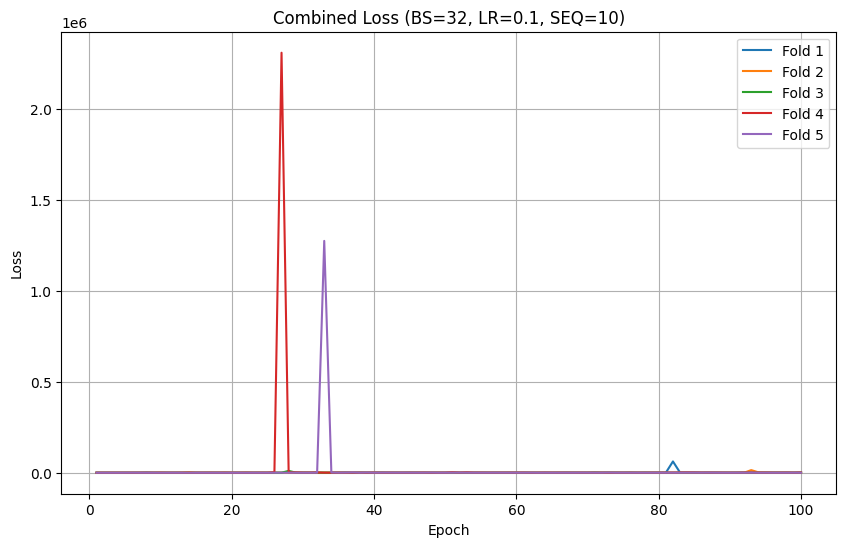 Combined Loss (BS=32, LR=0.1, SEQ=10)
1e6
Fold 1
Fold 2
Fold 3
Fold 4
Fold 5
2.0
1.5
1.0
0.5
0.0
Loss
0 20 40 60 80 100
Epoch